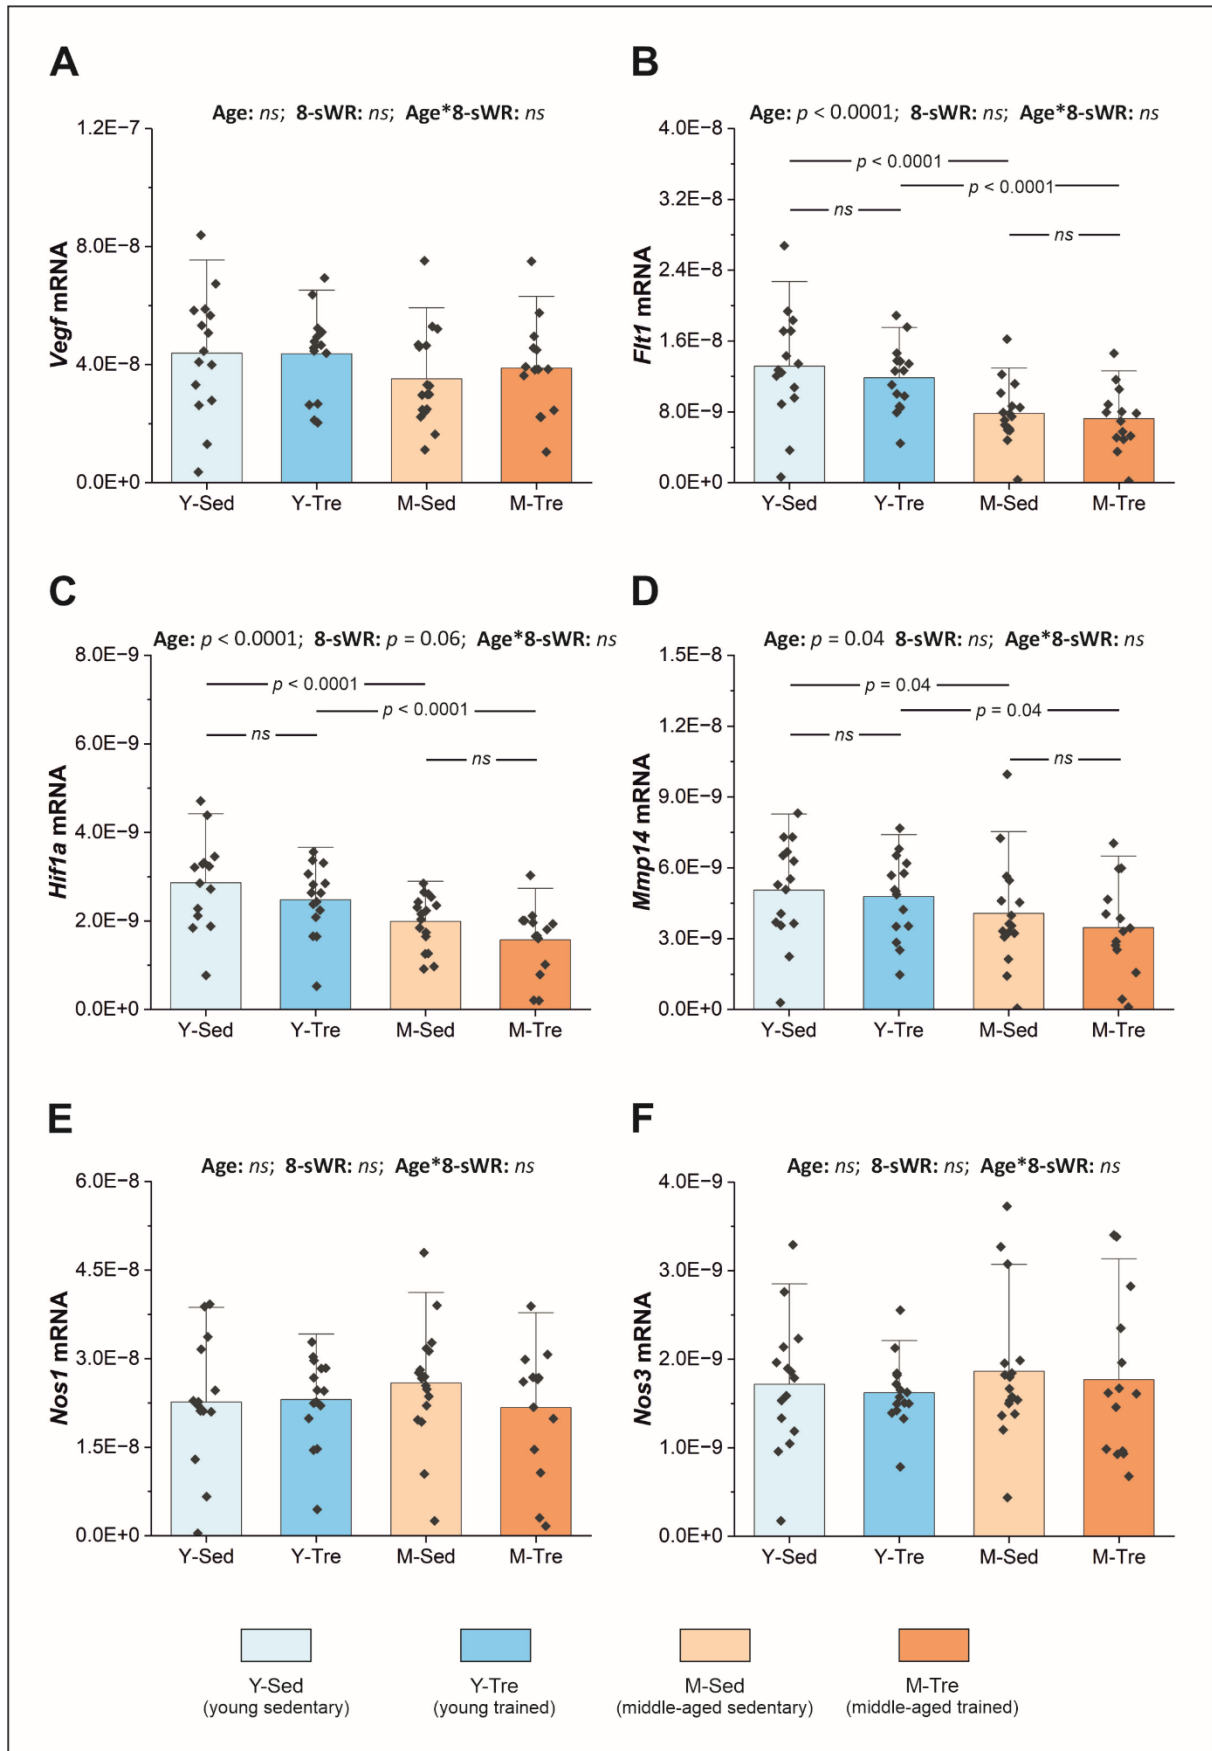 A
Age: ns; 8-sWR: ns; Age*8-sWR: ns
1.2E−7
8.0E−8
4.0E−8
0.0E+0
Vegf mRNA
Y-Sed Y-Tre M-Sed M-Tre
B
Age: p < 0.0001; 8-sWR: ns; Age*8-sWR: ns
4.0E−8
3.2E−8
2.4E−8
1.6E−8
8.0E−9
0.0E+0
Flt1 mRNA
p < 0.0001
p < 0.0001
ns
ns
Y-Sed Y-Tre M-Sed M-Tre
C
Age: p < 0.0001; 8-sWR: p = 0.06; Age*8-sWR: ns
8.0E−9
6.0E−9
4.0E−9
2.0E−9
0.0E+0
Hif1a mRNA
p < 0.0001
p < 0.0001
ns
ns
Y-Sed Y-Tre M-Sed M-Tre
D
Age: p = 0.04 8-sWR: ns; Age*8-sWR: ns
1.5E−8
1.2E−8
9.0E−9
6.0E−9
3.0E−9
0.0E+0
Mmp14 mRNA
p = 0.04
p = 0.04
ns
ns
Y-Sed Y-Tre M-Sed M-Tre
E
Age: ns; 8-sWR: ns; Age*8-sWR: ns
6.0E−8
4.5E−8
3.0E−8
1.5E−8
0.0E+0
Nos1 mRNA
Y-Sed Y-Tre M-Sed M-Tre
F
Age: ns; 8-sWR: ns; Age*8-sWR: ns
4.0E−9
3.0E−9
2.0E−9
1.0E−9
0.0E+0
Nos3 mRNA
Y-Sed Y-Tre M-Sed M-Tre
Y-Sed Y-Tre M-Sed M-Tre
(young sedentary) (young trained) (middle-aged sedentary) (middle-aged trained)